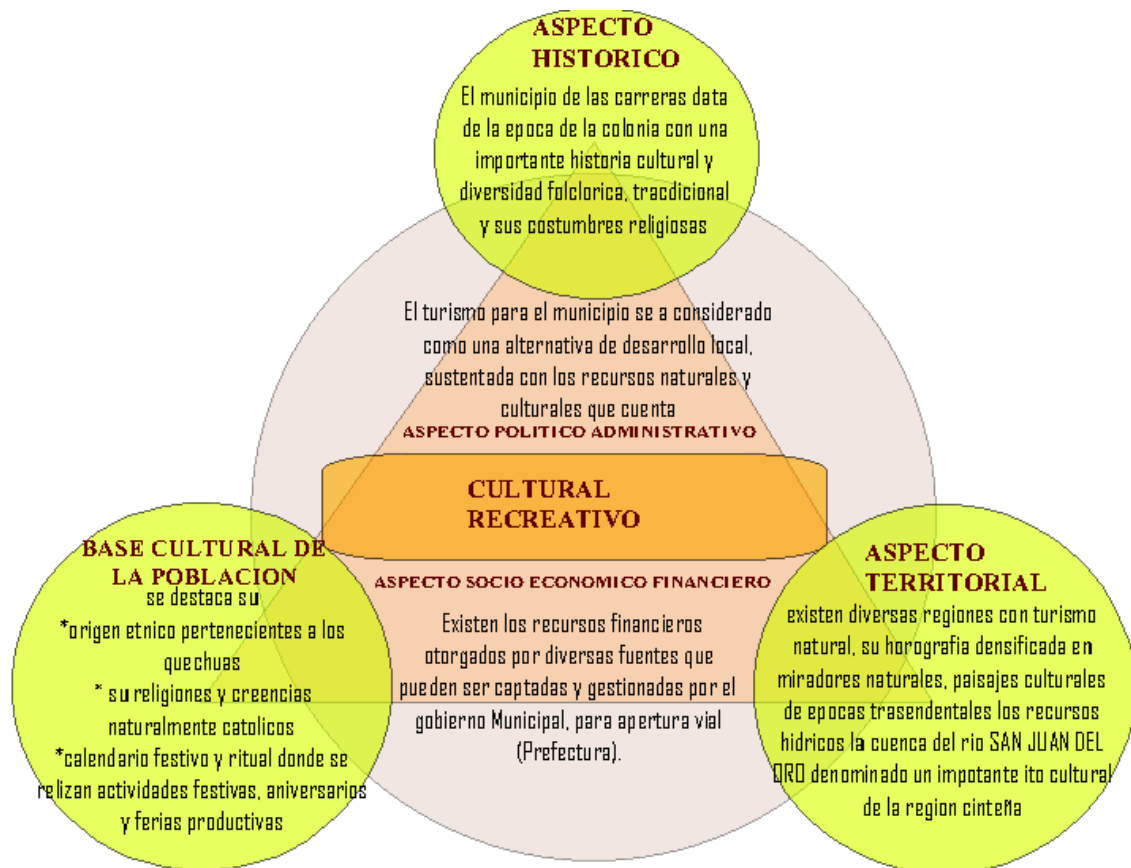 ASPECTO
HISTORICO
El municipio de las carreras data
de la epoca de la colonia con una
importante historia cultural y
diversidad folclorica, tracdicional
y sus costumbres religiosas
El turismo para el municipio se a considorado
como una alternativa de desarrollo local,
sustentada con los recursos naturales y
culturales que cuenta
ASPECTO POLITICO ADMINISTRATIVO
CULTURAL
RECREATIVO
BASE CULTURAL DE
LA POBLACION
se destaca su
*origen etnico pertenecientes a los
quechuas
* su religiones y creencias
naturalmente catolicos
*calendario festivo y ritual donde se
relizan actividades festivas, aniversarios
y ferias productivas
ASPECTO SOCIO ECONOMICO FINANCIERO
Existen los recursos financieros
otorgados por diversas fuentes que
pueden ser captadas y gestionadas por el
gobierno Municipal, para apertura vial
(Prefectura).
ASPECTO
TERRITORIAL
existen diversas regiones con turismo
natural, su horografia densificada en
miradores naturales, paisajes culturales
de epocas trasendentales los recursos
hidricos la cuenca del rio SAN JUAN DEL
ORO denominado un impotante ito cultural
de la region cinteña